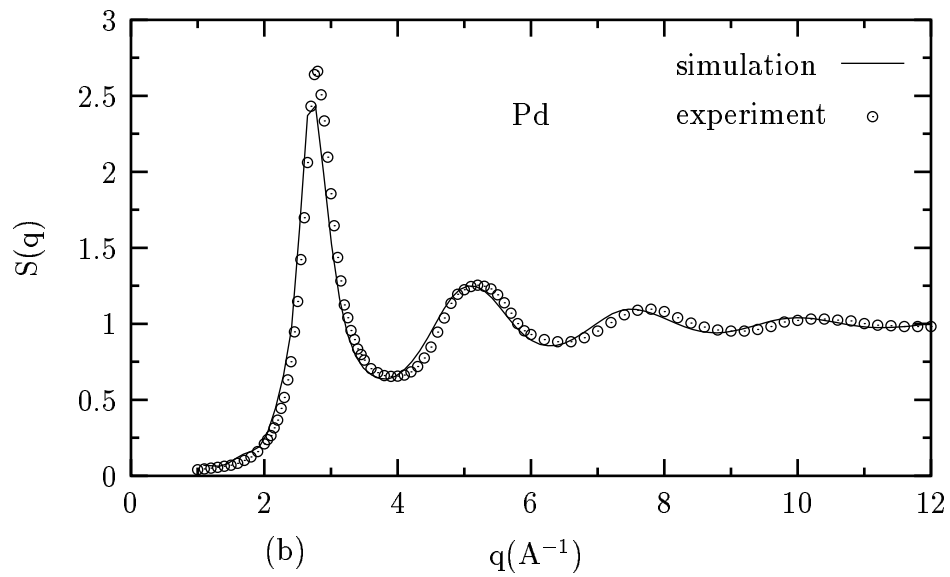 3
2.5
2
1.5
1
0.5
0
0 2 4 6 8 10 12
S(q)
simulation
experiment
Pd
(b)
q(A⁻¹)